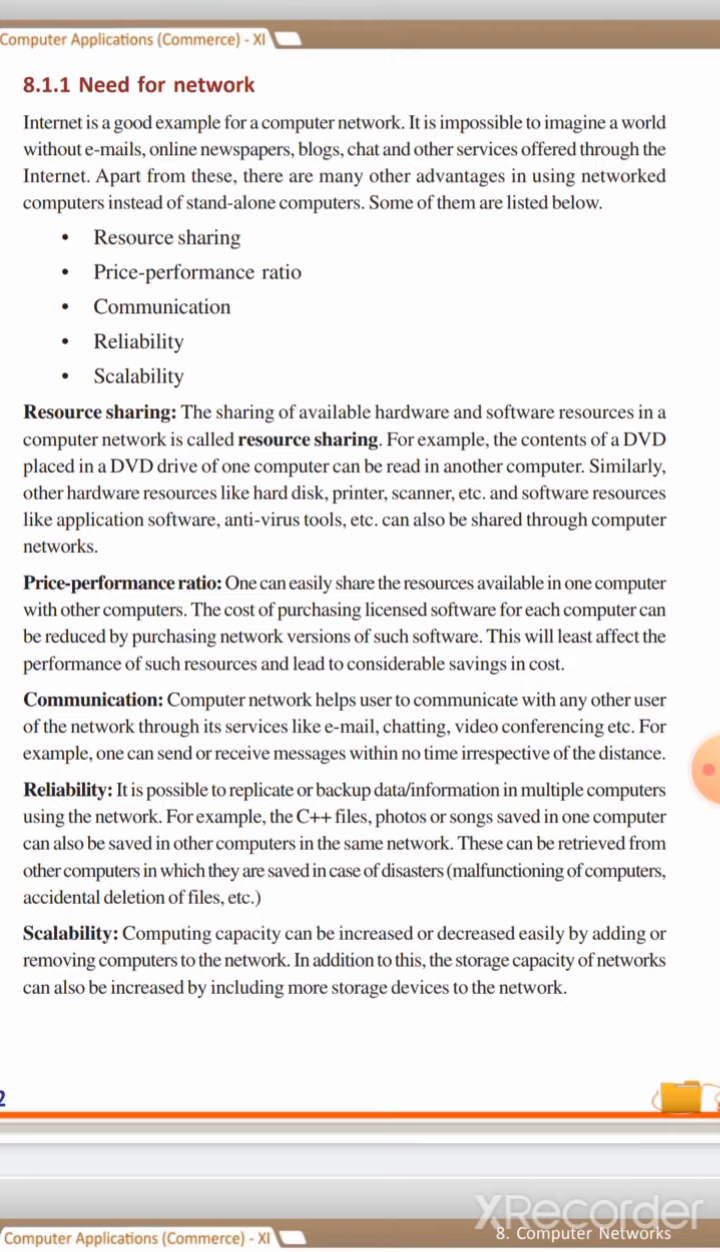 Computer Applications (Commerce) - XI
8.1.1 Need for network
Internet is a good example for a computer network. It is impossible to imagine a world
without e-mails, online newspapers, blogs, chat and other services offered through the
Internet. Apart from these, there are many other advantages in using networked
computers instead of stand-alone computers. Some of them are listed below.
• Resource sharing
• Price-performance ratio
• Communication
• Reliability
• Scalability
Resource sharing: The sharing of available hardware and software resources in a
computer network is called resource sharing. For example, the contents of a DVD
placed in a DVD drive of one computer can be read in another computer. Similarly,
other hardware resources like hard disk, printer, scanner, etc. and software resources
like application software, anti-virus tools, etc. can also be shared through computer
networks.
Price-performance ratio: One can easily share the resources available in one computer
with other computers. The cost of purchasing licensed software for each computer can
be reduced by purchasing network versions of such software. This will least affect the
performance of such resources and lead to considerable savings in cost.
Communication: Computer network helps user to communicate with any other user
of the network through its services like e-mail, chatting, video conferencing etc. For
example, one can send or receive messages within no time irrespective of the distance.
Reliability: It is possible to replicate or backup data/information in multiple computers
using the network. For example, the C++ files, photos or songs saved in one computer
can also be saved in other computers in the same network. These can be retrieved from
other computers in which they are saved in case of disasters (malfunctioning of computers,
accidental deletion of files, etc.)
Scalability: Computing capacity can be increased or decreased easily by adding or
removing computers to the network. In addition to this, the storage capacity of networks
can also be increased by including more storage devices to the network.
2
XRecorder
8. Computer Networks
Computer Applications (Commerce) - XI